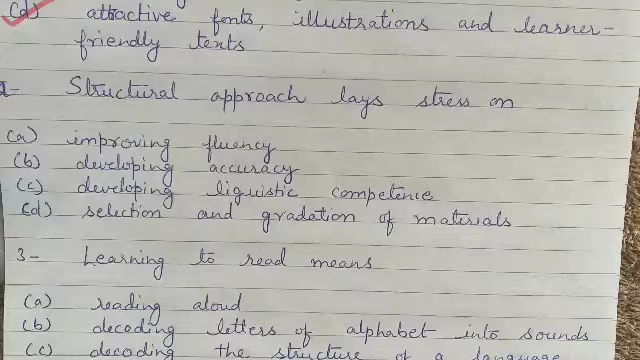 (d) attractive fonts, illustrations and learner-
friendly texts
2- Structural approach lays stress on
(a) improving fluency
(b) developing accuracy
(c) developing liguistic competence
(d) selection and gradation of materials
3- Learning to read means
(a) reading aloud
(b) decoding letters of alphabet into sounds
(c) decoding the structure of a language